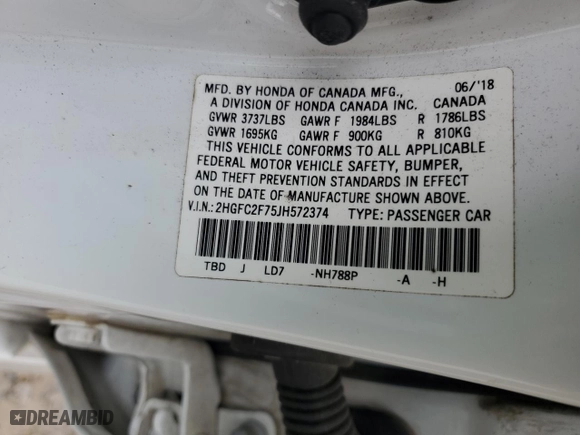 MFD. BY HONDA OF CANADA MFG., 06/'18
A DIVISION OF HONDA CANADA INC. CANADA
GVWR 3737LBS GAWR F 1984LBS R 1786LBS
GVWR 1695KG GAWR F 900KG R 810KG
THIS VEHICLE CONFORMS TO ALL APPLICABLE
FEDERAL MOTOR VEHICLE SAFETY, BUMPER,
AND THEFT PREVENTION STANDARDS IN EFFECT
ON THE DATE OF MANUFACTURE SHOWN ABOVE.
V.I.N.:2HGFC2F75JH572374 TYPE: PASSENGER CAR
TBD J LD7 -NH788P -A -H
DREAMBID